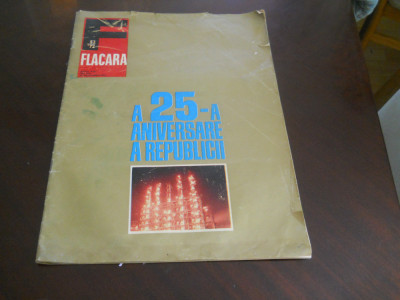 FLACARA
A 25-A
ANIVERSARE
A REPUBLICII